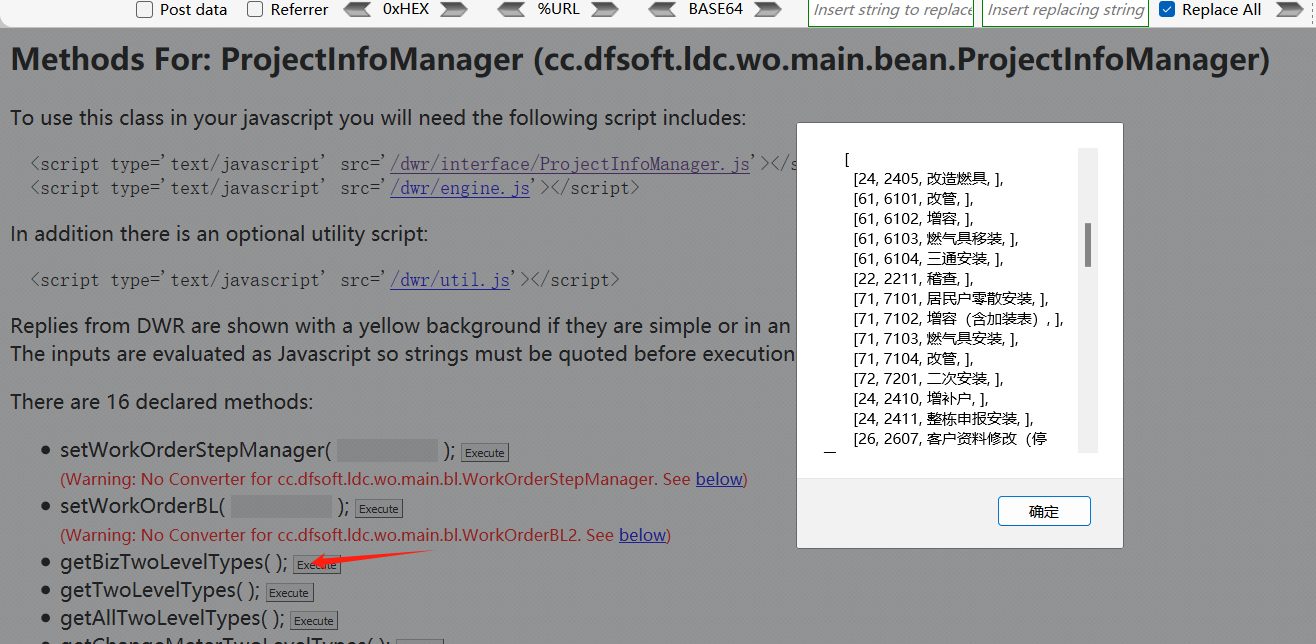 Post data Referrer 0xHEX %URL BASE64 Insert string to replace Insert replacing string Replace All
Methods For: ProjectInfoManager (cc.dfsoft.ldc.wo.main.bean.ProjectInfoManager)
To use this class in your javascript you will need the following script includes:
<script type='text/javascript' src='/dwr/interface/ProjectInfoManager.js'></s
<script type='text/javascript' src='/dwr/engine.js'></script>
In addition there is an optional utility script:
<script type='text/javascript' src='/dwr/util.js'></script>
Replies from DWR are shown with a yellow background if they are simple or in an
The inputs are evaluated as Javascript so strings must be quoted before execution
There are 16 declared methods:
setWorkOrderStepManager( ); Execute
(Warning: No Converter for cc.dfsoft.ldc.wo.main.bl.WorkOrderStepManager. See below)
setWorkOrderBL( ); Execute
(Warning: No Converter for cc.dfsoft.ldc.wo.main.bl.WorkOrderBL2. See below)
getBizTwoLevelTypes( ); Execute
getTwoLevelTypes( ); Execute
getAllTwoLevelTypes( ); Execute
getChangeMeterTwoLevelTypes( );
[
[24, 2405, 改造燃具, ],
[61, 6101, 改管, ],
[61, 6102, 增容, ],
[61, 6103, 燃气具移装, ],
[61, 6104, 三通安装, ],
[22, 2211, 稽查, ],
[71, 7101, 居民户零散安装, ],
[71, 7102, 增容（含加装表）, ],
[71, 7103, 燃气具安装, ],
[71, 7104, 改管, ],
[72, 7201, 二次安装, ],
[24, 2410, 增补户, ],
[24, 2411, 整栋申报安装, ],
[26, 2607, 客户资料修改（停
确定